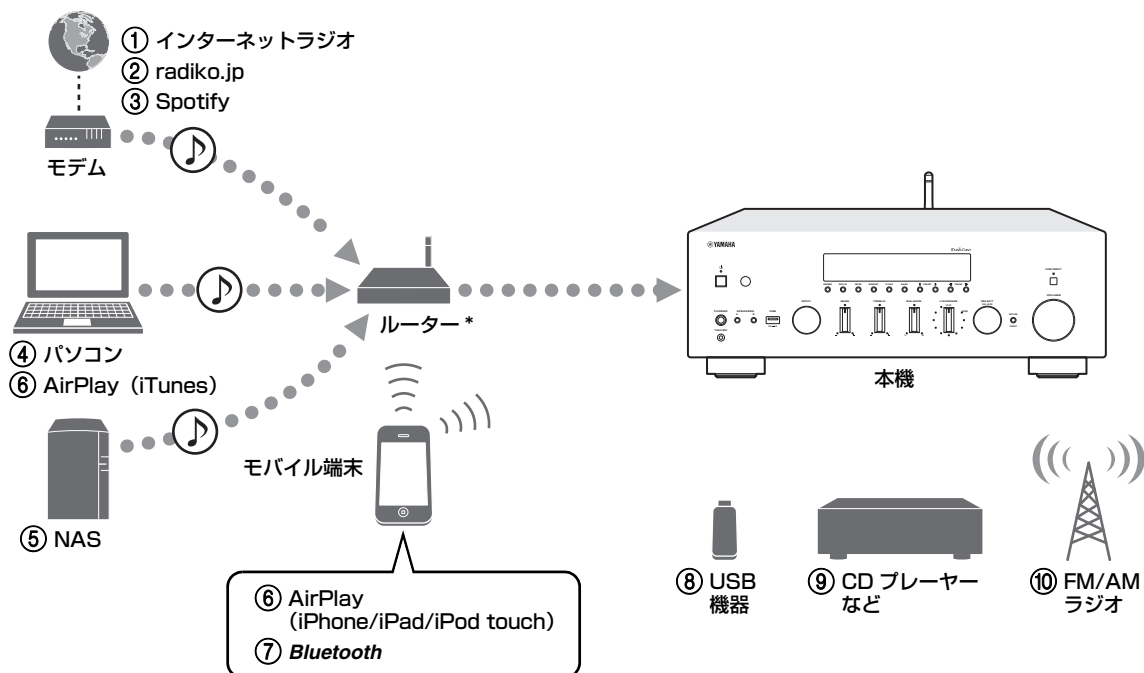 ① インターネットラジオ
② radiko.jp
③ Spotify
モデム
④ パソコン
⑥ AirPlay（iTunes）
⑤ NAS
ルーター *
モバイル端末
⑥ AirPlay
（iPhone/iPad/iPod touch）
⑦ Bluetooth
YAMAHA
本機
⑧ USB
機器
⑨ CD プレーヤー
など
⑩ FM/AM
ラジオ